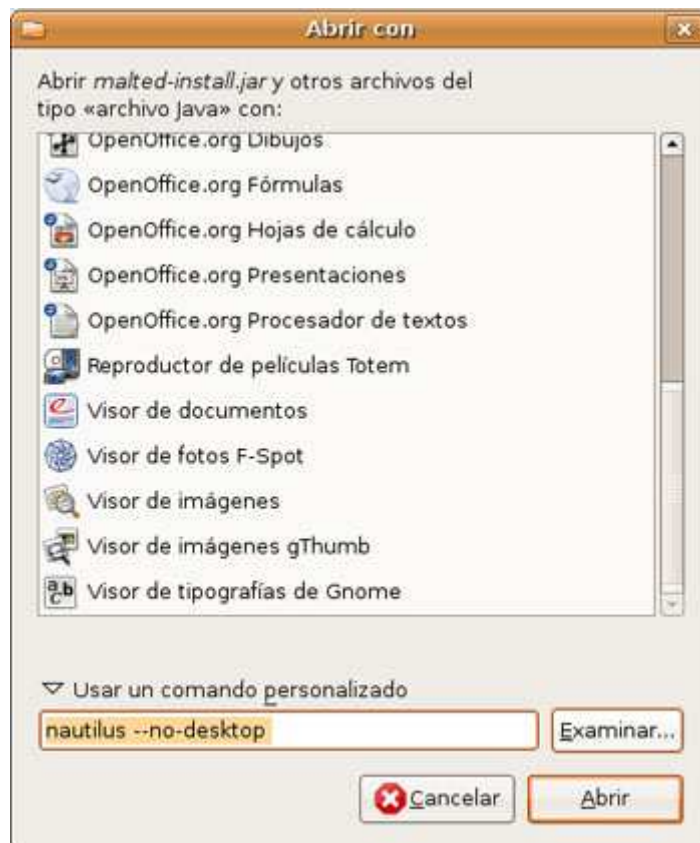 Abrir con
Abrir malted-install.jar y otros archivos del
tipo «archivo Java» con:
OpenOffice.org Dibujos
OpenOffice.org Fórmulas
OpenOffice.org Hojas de cálculo
OpenOffice.org Presentaciones
OpenOffice.org Procesador de textos
Reproductor de películas Totem
Visor de documentos
Visor de fotos F-Spot
Visor de imágenes
Visor de imágenes gThumb
Visor de tipografías de Gnome
Usar un comando personalizado
nautilus --no-desktop
Examinar...
Cancelar
Abrir